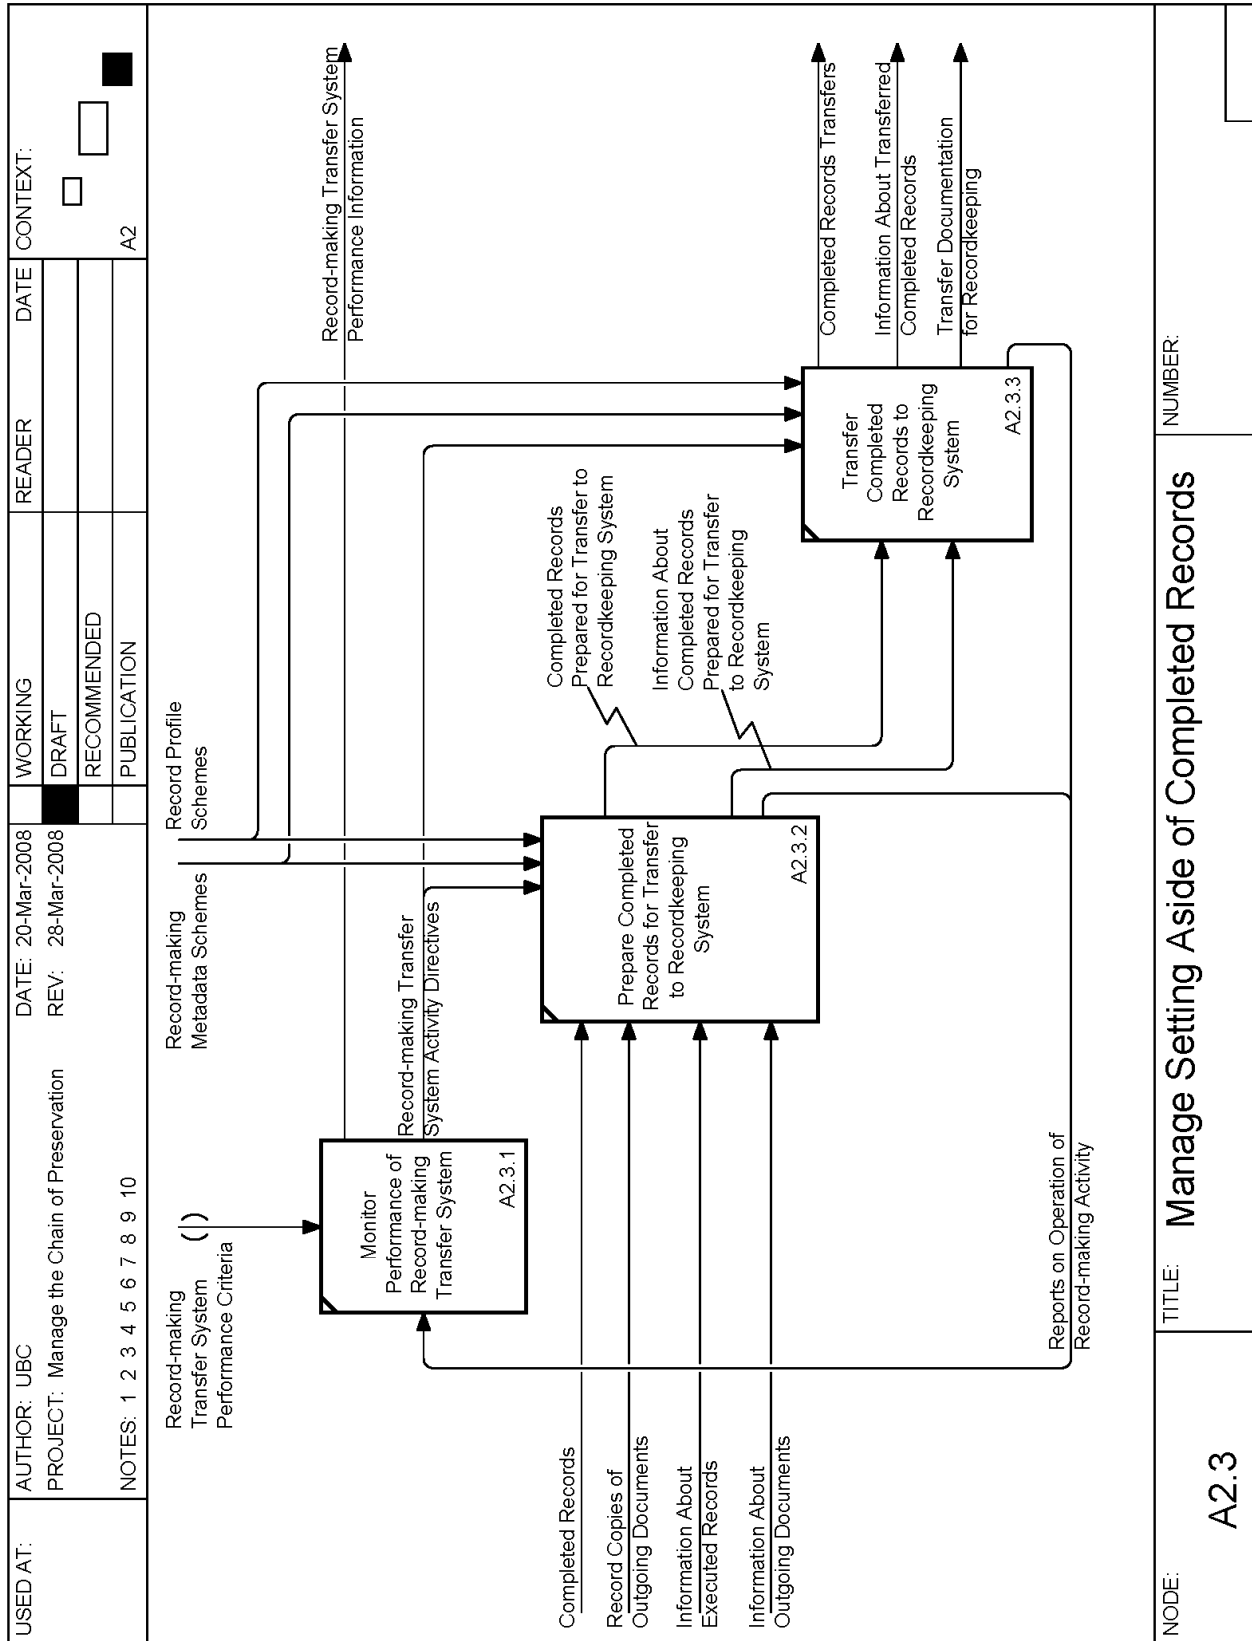 USED AT:
AUTHOR: UBC
PROJECT: Manage the Chain of Preservation
NOTES: 1 2 3 4 5 6 7 8 9 10
DATE: 20-Mar-2008
REV: 28-Mar-2008
WORKING
DRAFT
RECOMMENDED
PUBLICATION
READER
DATE
CONTEXT:
A2
Record-making
Transfer System
Performance Criteria
( )
Record-making
Metadata Schemes
Record Profile
Schemes
Record-making Transfer System
Performance Information
Monitor
Performance of
Record-making
Transfer System
A2.3.1
Record-making Transfer
System Activity Directives
Completed Records
Record Copies of
Outgoing Documents
Information About
Executed Records
Information About
Outgoing Documents
Prepare Completed
Records for Transfer
to Recordkeeping
System
A2.3.2
Completed Records
Prepared for Transfer to
Recordkeeping System
Information About
Completed Records
Prepared for Transfer
to Recordkeeping
System
Transfer
Completed
Records to
Recordkeeping
System
A2.3.3
Completed Records Transfers
Information About Transferred
Completed Records
Transfer Documentation
for Recordkeeping
Reports on Operation of
Record-making Activity
NODE:
A2.3
TITLE:
Manage Setting Aside of Completed Records
NUMBER: